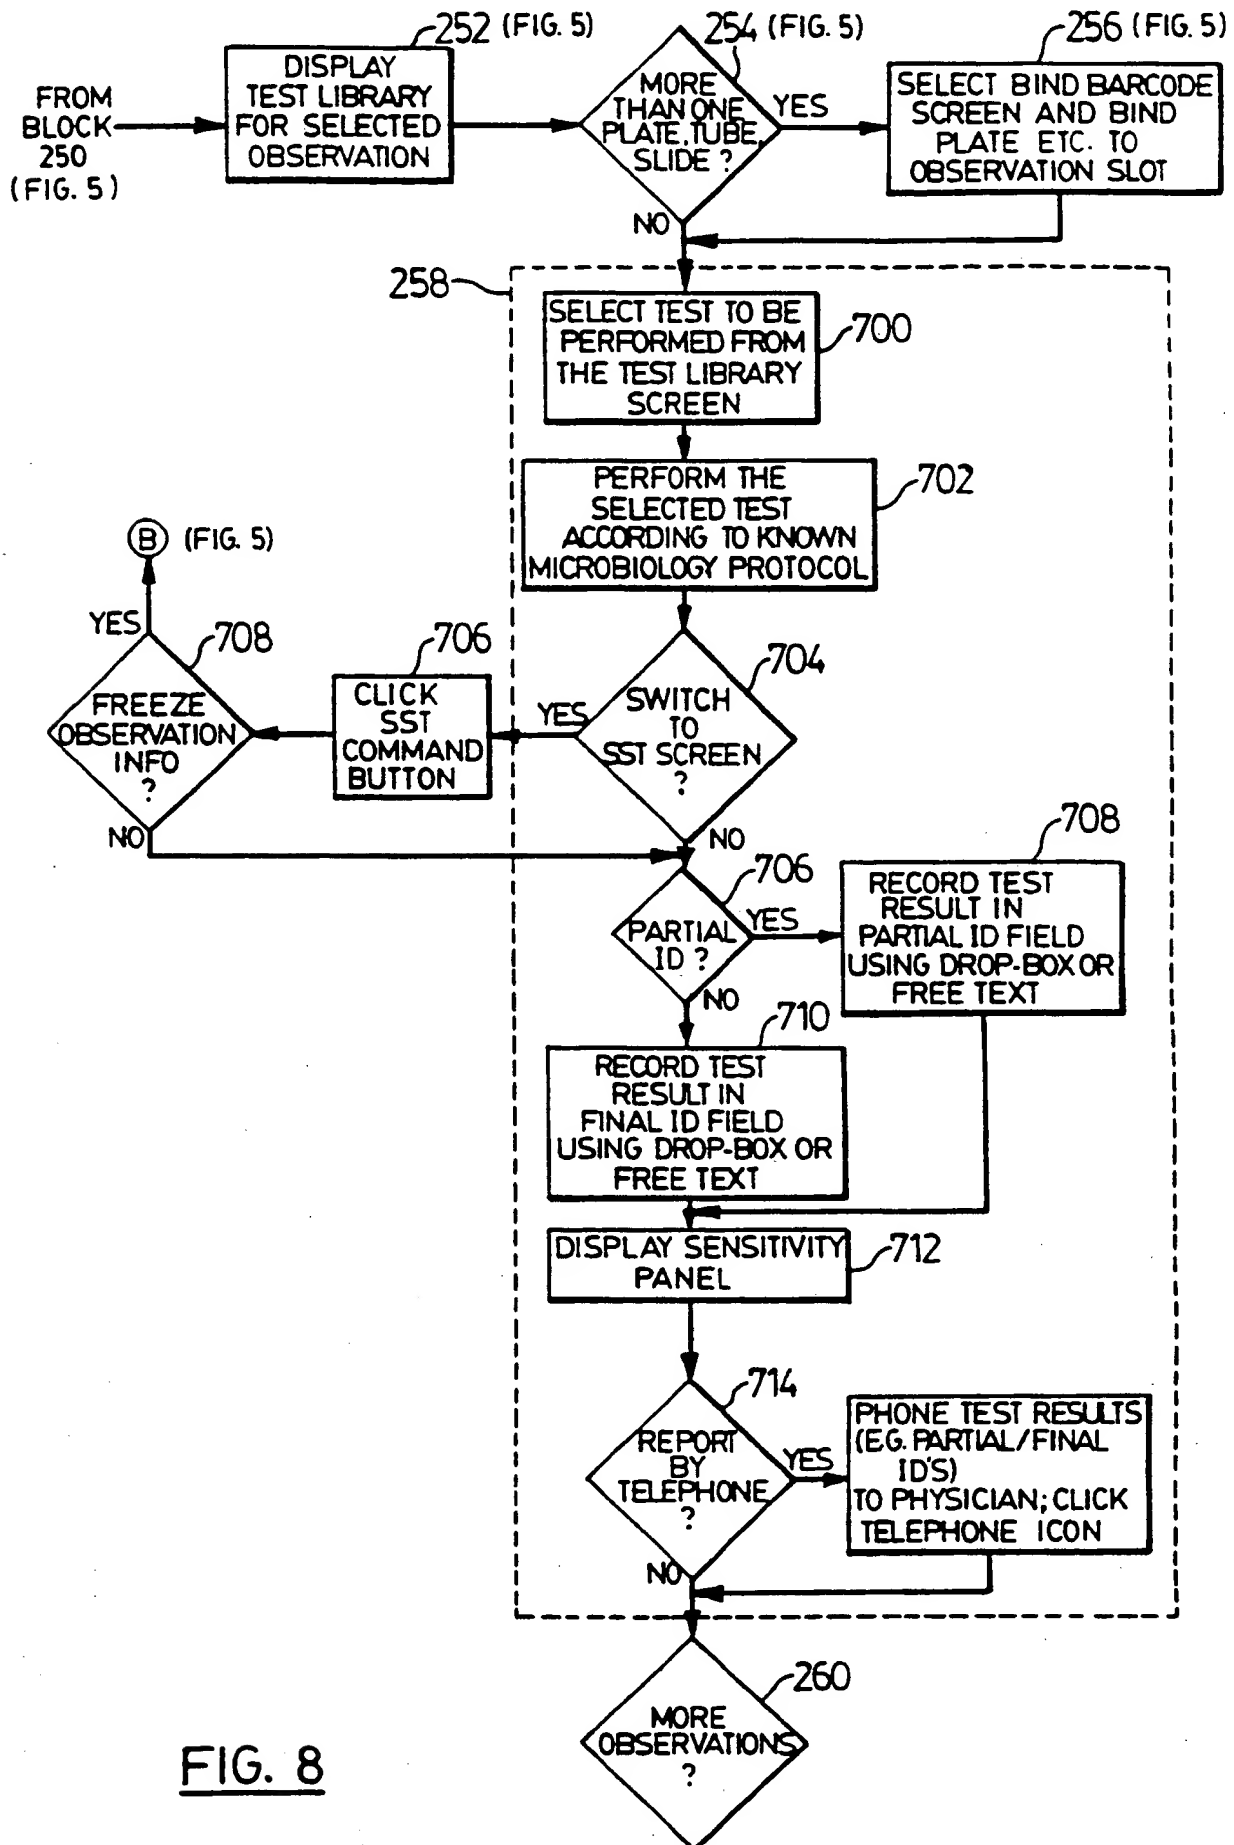 252 (FIG. 5)
254 (FIG. 5)
256 (FIG. 5)
FROM
BLOCK
250
(FIG. 5)
DISPLAY
TEST LIBRARY
FOR SELECTED
OBSERVATION
MORE
THAN ONE
PLATE, TUBE,
SLIDE ?
YES
NO
SELECT BIND BARCODE
SCREEN AND BIND
PLATE ETC. TO
OBSERVATION SLOT
258
SELECT TEST TO BE
PERFORMED FROM
THE TEST LIBRARY
SCREEN
700
PERFORM THE
SELECTED TEST
ACCORDING TO KNOWN
MICROBIOLOGY PROTOCOL
702
B (FIG. 5)
YES
708
FREEZE
OBSERVATION
INFO
?
NO
706
CLICK
SST
COMMAND
BUTTON
YES
704
SWITCH
TO
SST SCREEN
?
NO
706
PARTIAL
ID ?
YES
NO
708
RECORD TEST
RESULT IN
PARTIAL ID FIELD
USING DROP-BOX OR
FREE TEXT
710
RECORD TEST
RESULT IN
FINAL ID FIELD
USING DROP-BOX OR
FREE TEXT
DISPLAY SENSITIVITY
PANEL
712
714
REPORT
BY
TELEPHONE
?
YES
NO
PHONE TEST RESULTS
(E.G. PARTIAL/FINAL
ID'S)
TO PHYSICIAN; CLICK
TELEPHONE ICON
260
MORE
OBSERVATIONS
?
FIG. 8